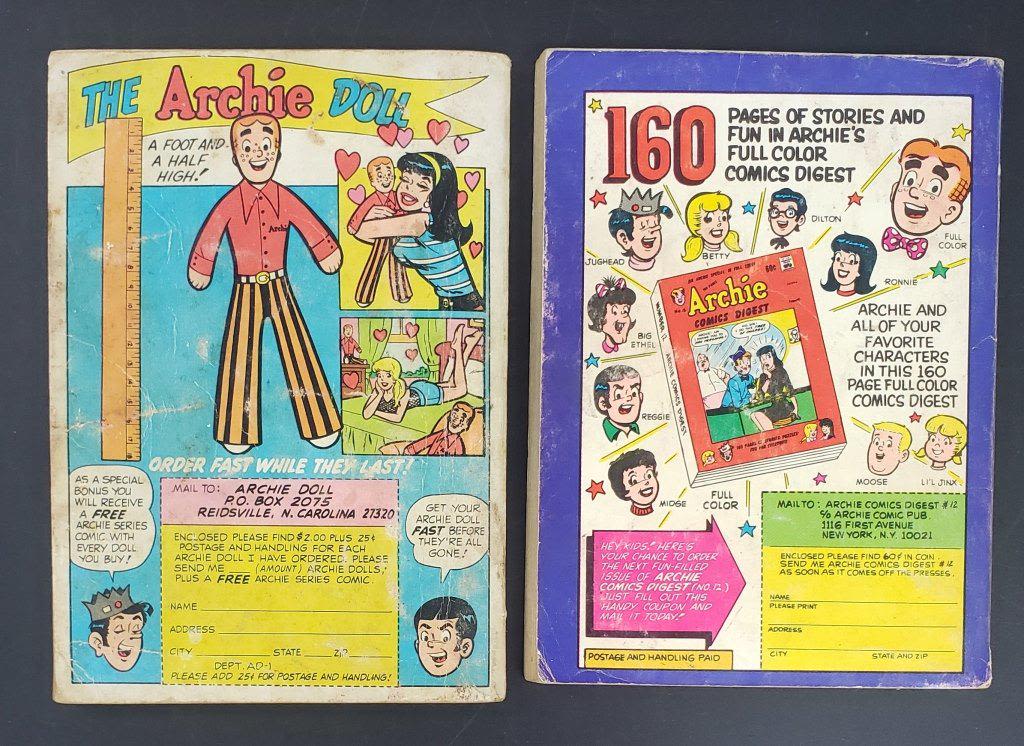 THE Archie DOLL
A FOOT AND
A HALF
HIGH!
Archie
ORDER FAST WHILE THEY LAST!
AS A SPECIAL
BONUS YOU
WILL RECEIVE
A FREE
ARCHIE SERIES
COMIC WITH
EVERY DOLL
YOU BUY!
MAIL TO: ARCHIE DOLL
P.O. BOX 2075
REIDSVILLE, N. CAROLINA 27320
ENCLOSED PLEASE FIND $2.00 PLUS 25¢
POSTAGE AND HANDLING FOR EACH
ARCHIE DOLL I HAVE ORDERED. PLEASE
SEND ME ___ (AMOUNT) ARCHIE DOLLS,
PLUS A FREE ARCHIE SERIES COMIC.
NAME
ADDRESS
CITY STATE ZIP
DEPT. AD-1
PLEASE ADD 25¢ FOR POSTAGE AND HANDLING!
GET YOUR
ARCHIE DOLL
FAST BEFORE
THEY'RE ALL
GONE!
160 PAGES OF STORIES AND
FUN IN ARCHIE'S
FULL COLOR
COMICS DIGEST
JUGHEAD
BETTY
DILTON
FULL
COLOR
RONNIE
BIG
ETHEL
REGGIE
MIDGE
FULL
COLOR
MOOSE
LI'L JINX
60¢
Archie
COMICS DIGEST
ARCHIE COMICS DIGEST
ARCHIE AND
ALL OF YOUR
FAVORITE
CHARACTERS
IN THIS 160
PAGE FULL COLOR
COMICS DIGEST
HEY, KIDS! HERE'S
YOUR CHANCE TO ORDER
THE NEXT FUN-FILLED
ISSUE OF ARCHIE
COMICS DIGEST (NO. 12)
JUST FILL OUT THIS
HANDY COUPON AND
MAIL IT TODAY!
POSTAGE AND HANDLING PAID
MAIL TO: ARCHIE COMICS DIGEST #12
% ARCHIE COMIC PUB
1116 FIRST AVENUE
NEW YORK, N.Y. 10021
ENCLOSED PLEASE FIND 60¢ IN COIN.
SEND ME ARCHIE COMICS DIGEST #12
AS SOON AS IT COMES OFF THE PRESSES.
NAME
PLEASE PRINT
ADDRESS
CITY STATE AND ZIP